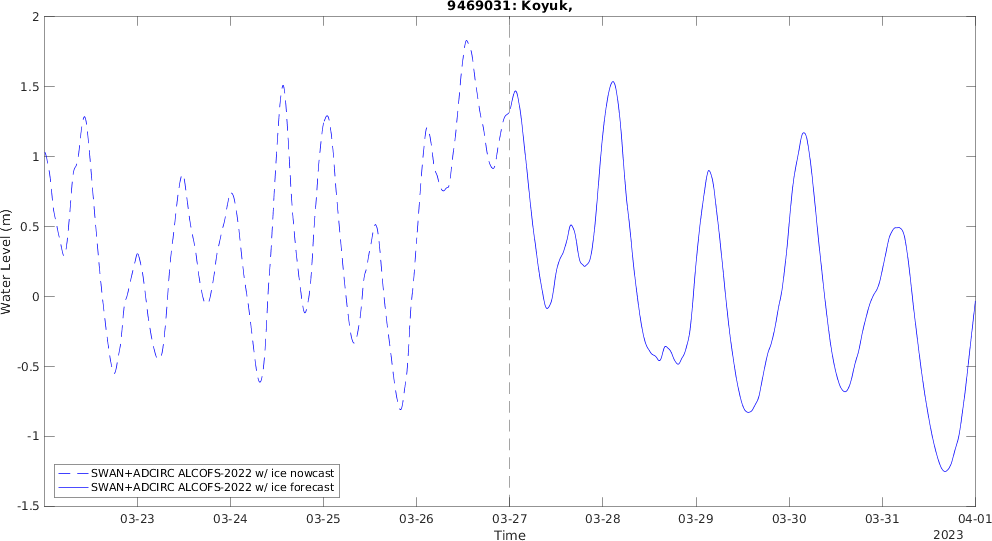 9469031: Koyuk,
2
1.5
1
0.5
0
-0.5
-1
-1.5
Water Level (m)
SWAN+ADCIRC ALCOFS-2022 w/ ice nowcast
SWAN+ADCIRC ALCOFS-2022 w/ ice forecast
03-23 03-24 03-25 03-26 03-27 03-28 03-29 03-30 03-31 04-01
Time
2023